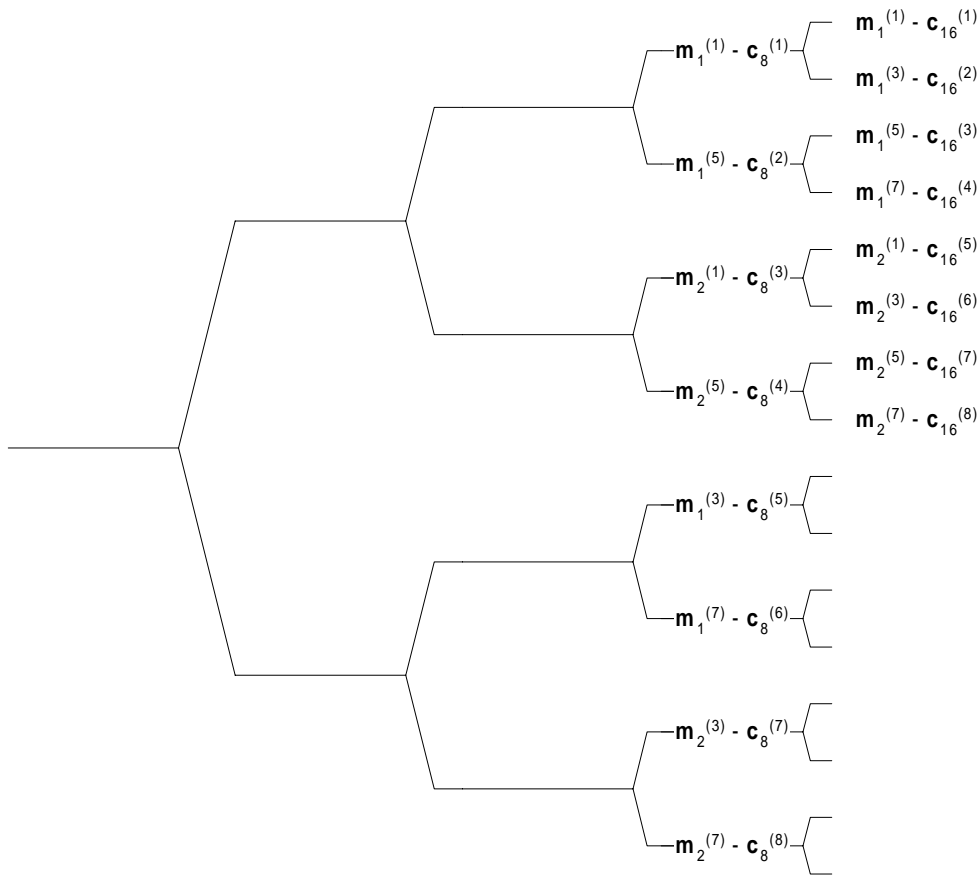 m₁⁽¹⁾ - c₁₆⁽¹⁾
m₁⁽¹⁾ - c₈⁽¹⁾
m₁⁽³⁾ - c₁₆⁽²⁾
m₁⁽⁵⁾ - c₁₆⁽³⁾
m₁⁽⁵⁾ - c₈⁽²⁾
m₁⁽⁷⁾ - c₁₆⁽⁴⁾
m₂⁽¹⁾ - c₁₆⁽⁵⁾
m₂⁽¹⁾ - c₈⁽³⁾
m₂⁽³⁾ - c₁₆⁽⁶⁾
m₂⁽⁵⁾ - c₁₆⁽⁷⁾
m₂⁽⁵⁾ - c₈⁽⁴⁾
m₂⁽⁷⁾ - c₁₆⁽⁸⁾
m₁⁽³⁾ - c₈⁽⁵⁾
m₁⁽⁷⁾ - c₈⁽⁶⁾
m₂⁽³⁾ - c₈⁽⁷⁾
m₂⁽⁷⁾ - c₈⁽⁸⁾